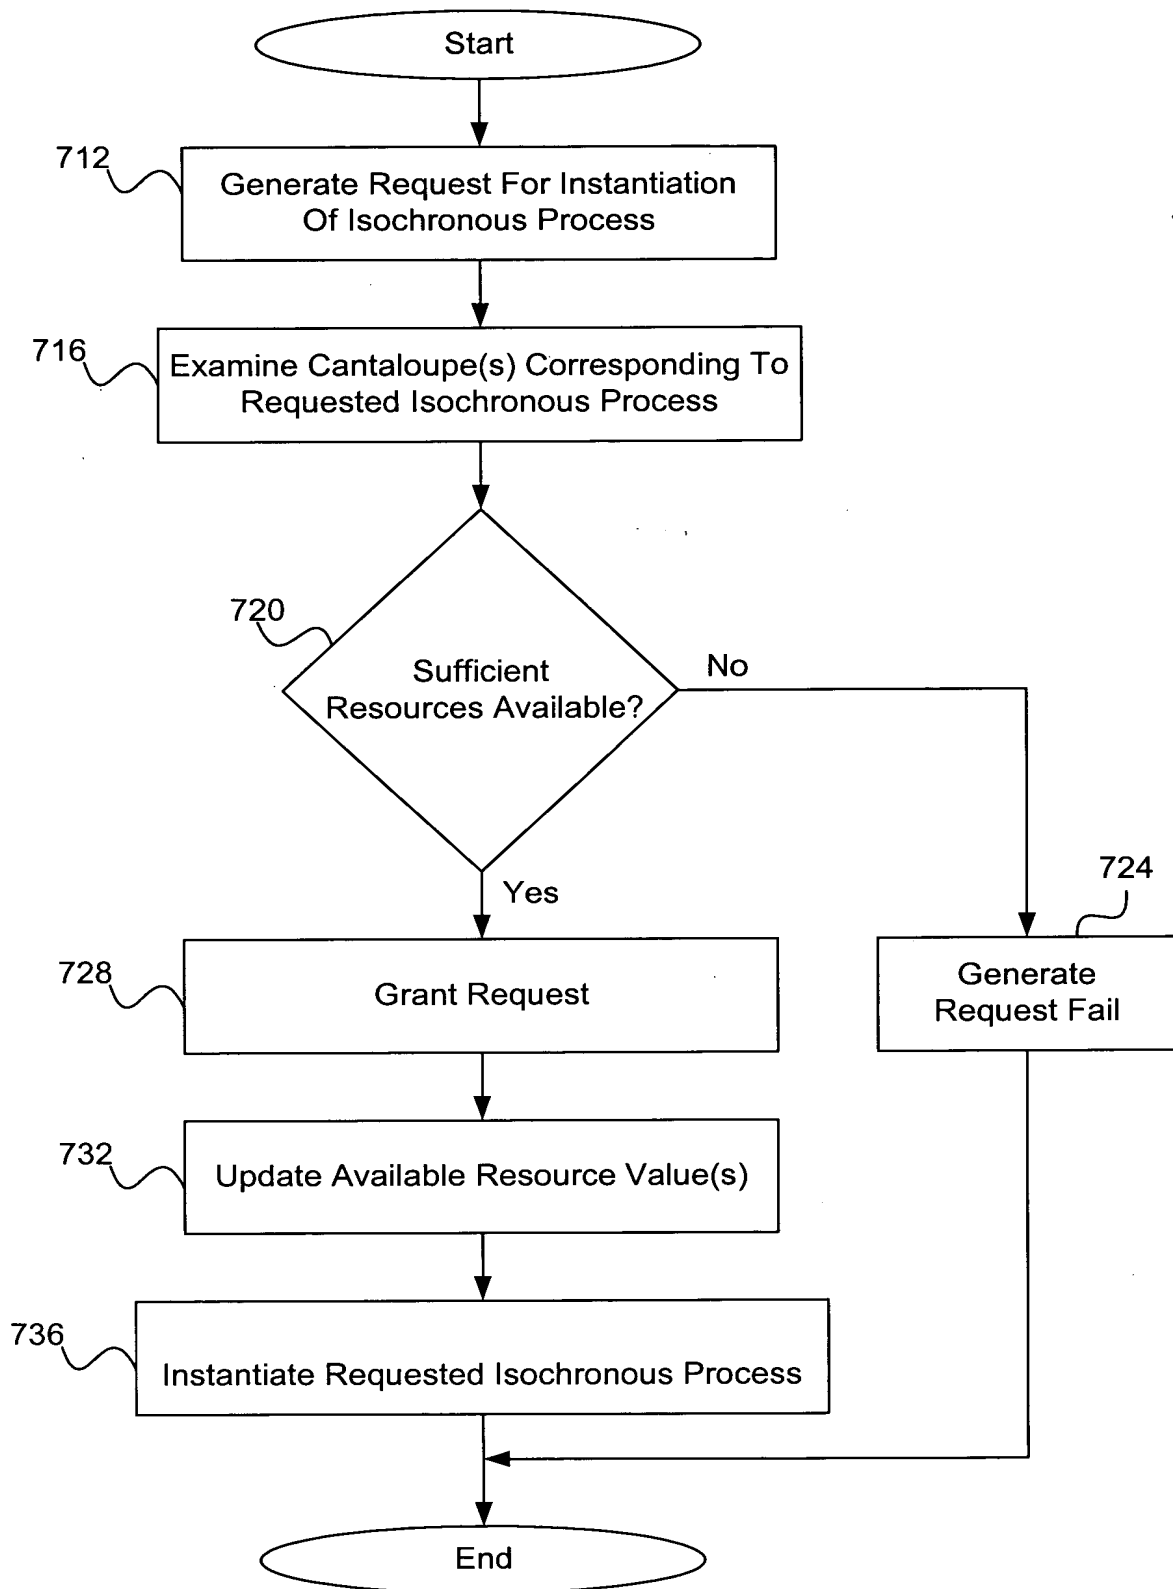 Start
712
Generate Request For Instantiation
Of Isochronous Process
716
Examine Cantaloupe(s) Corresponding To
Requested Isochronous Process
720
Sufficient
Resources Available?
No
Yes
724
Generate
Request Fail
728
Grant Request
732
Update Available Resource Value(s)
736
Instantiate Requested Isochronous Process
End